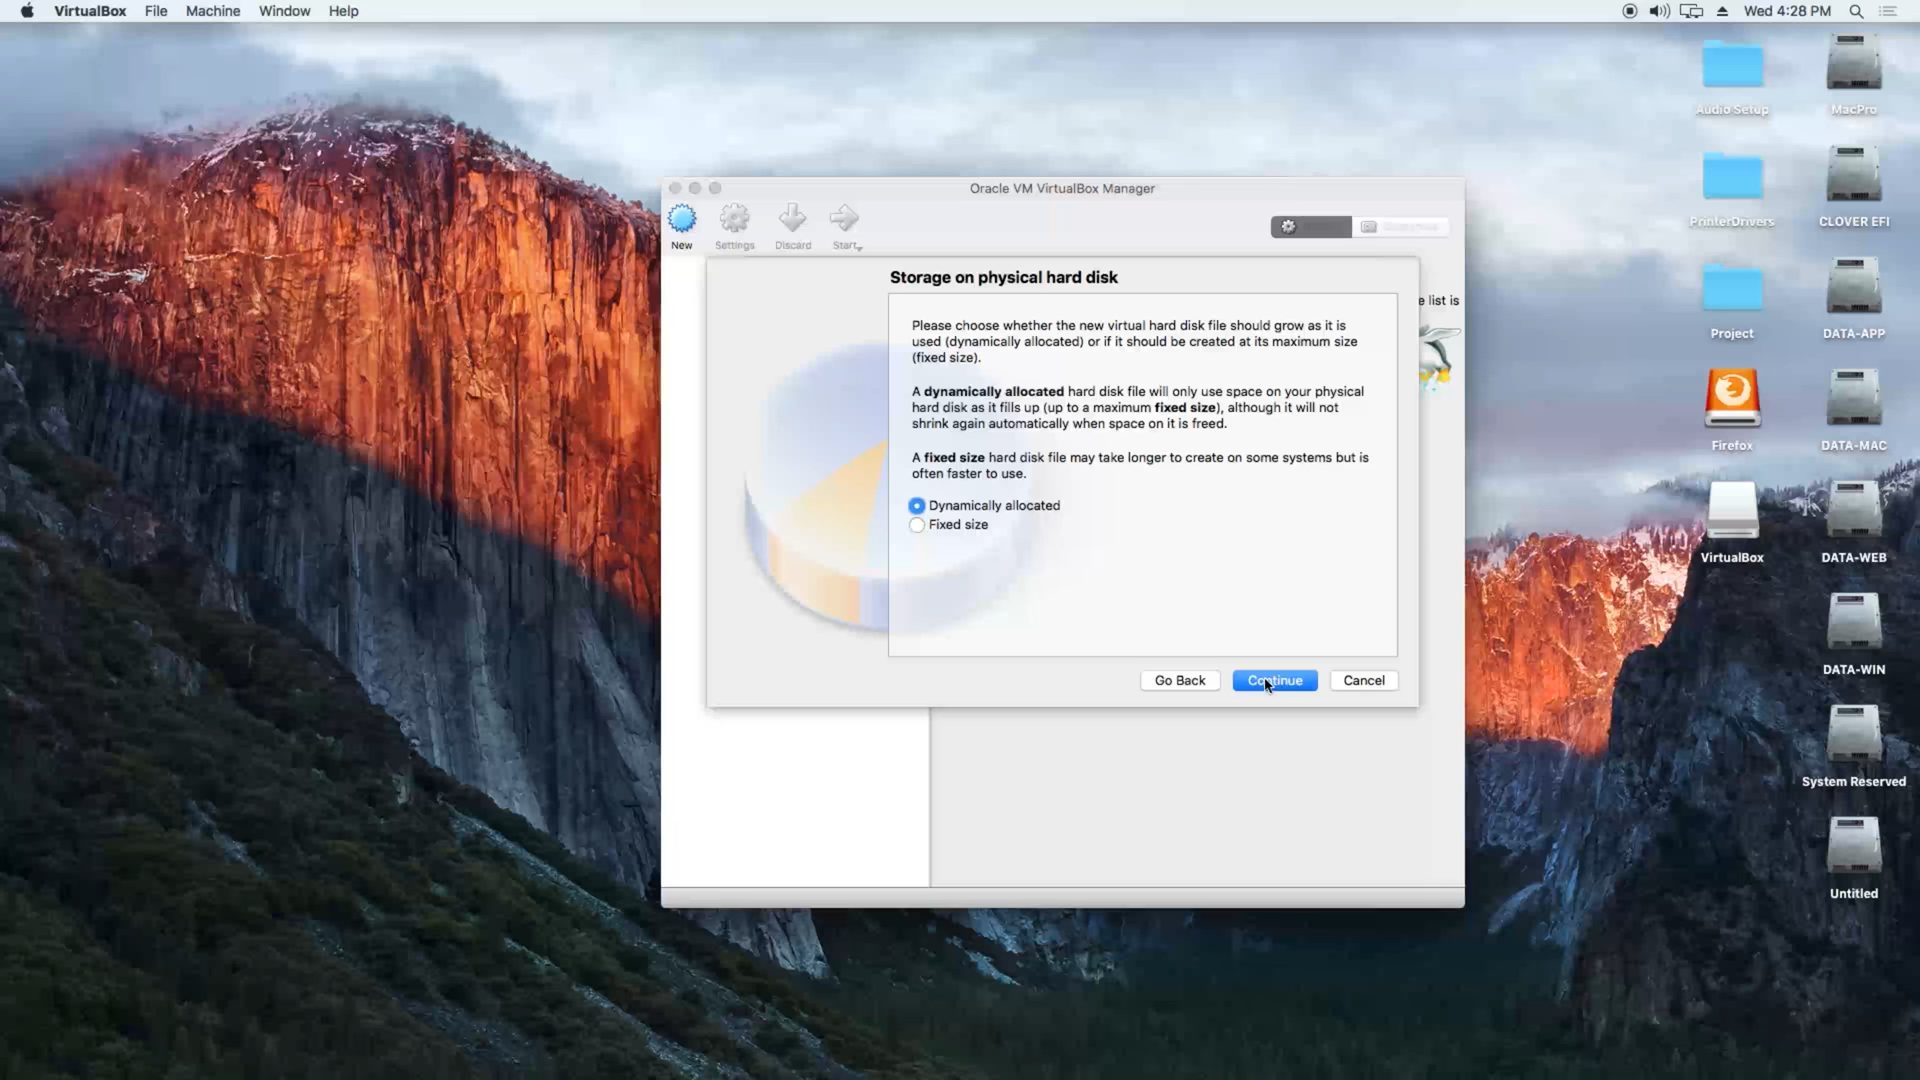 VirtualBox File Machine Window Help
Wed 4:28 PM
Audio Setup
MacPro
PrinterDrivers
CLOVER EFI
Project
DATA-APP
Firefox
DATA-MAC
VirtualBox
DATA-WEB
DATA-WIN
System Reserved
Untitled
Oracle VM VirtualBox Manager
New Settings Discard Start
e list is
Storage on physical hard disk
Please choose whether the new virtual hard disk file should grow as it is
used (dynamically allocated) or if it should be created at its maximum size
(fixed size).
A dynamically allocated hard disk file will only use space on your physical
hard disk as it fills up (up to a maximum fixed size), although it will not
shrink again automatically when space on it is freed.
A fixed size hard disk file may take longer to create on some systems but is
often faster to use.
Dynamically allocated
Fixed size
Go Back Continue Cancel